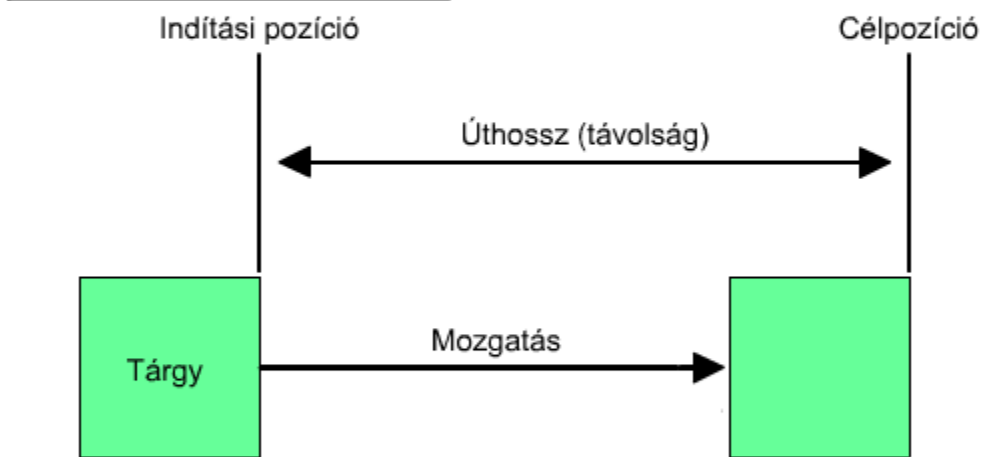 Indítási pozíció
Célpozíció
Úthossz (távolság)
Mozgatás
Tárgy